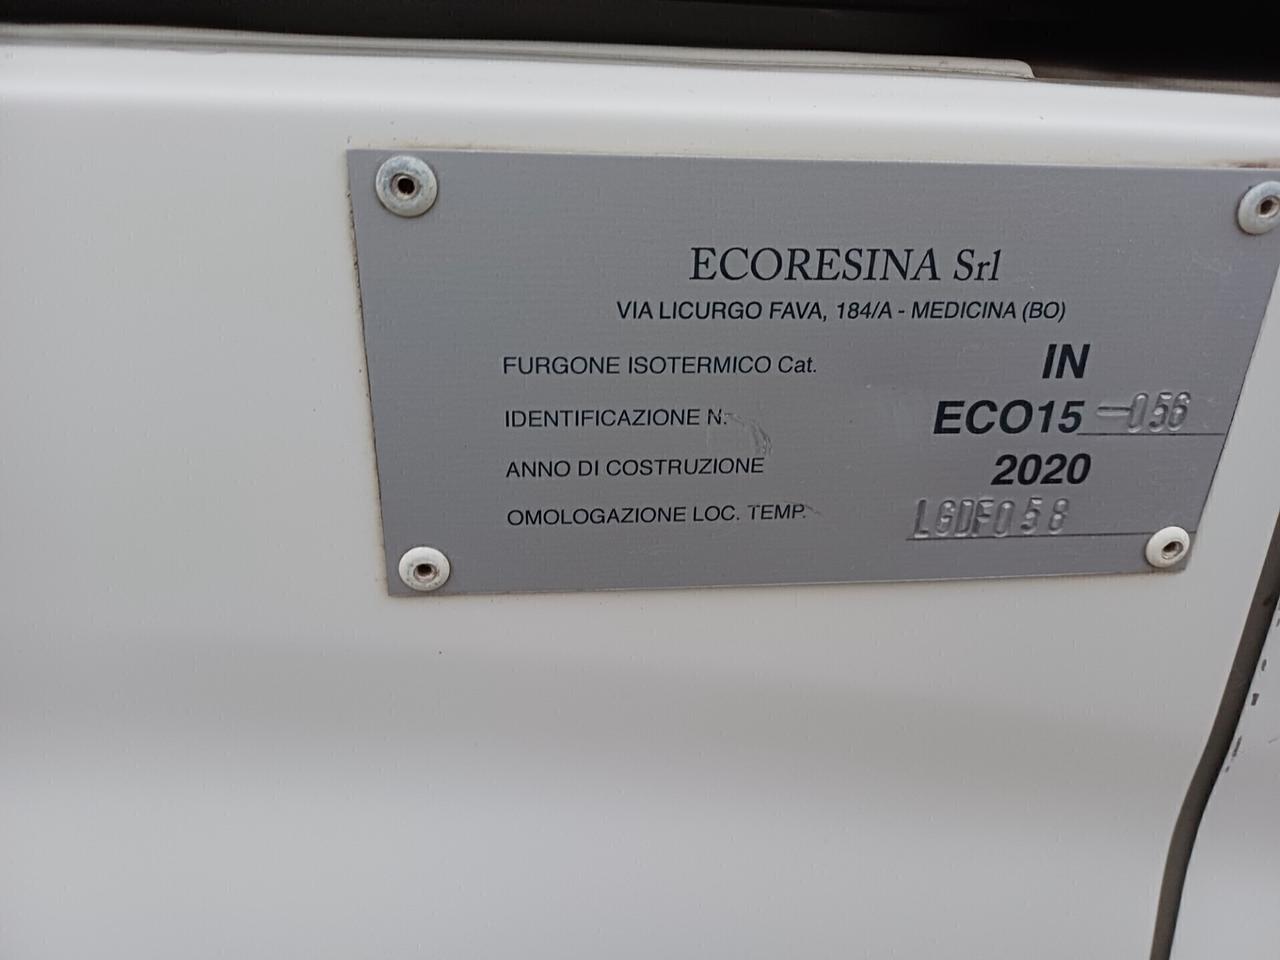 ECORESINA Srl
VIA LICURGO FAVA, 184/A - MEDICINA (BO)
FURGONE ISOTERMICO Cat. IN
IDENTIFICAZIONE N. ECO15-056
ANNO DI COSTRUZIONE 2020
OMOLOGAZIONE LOC. TEMP. LGDF058